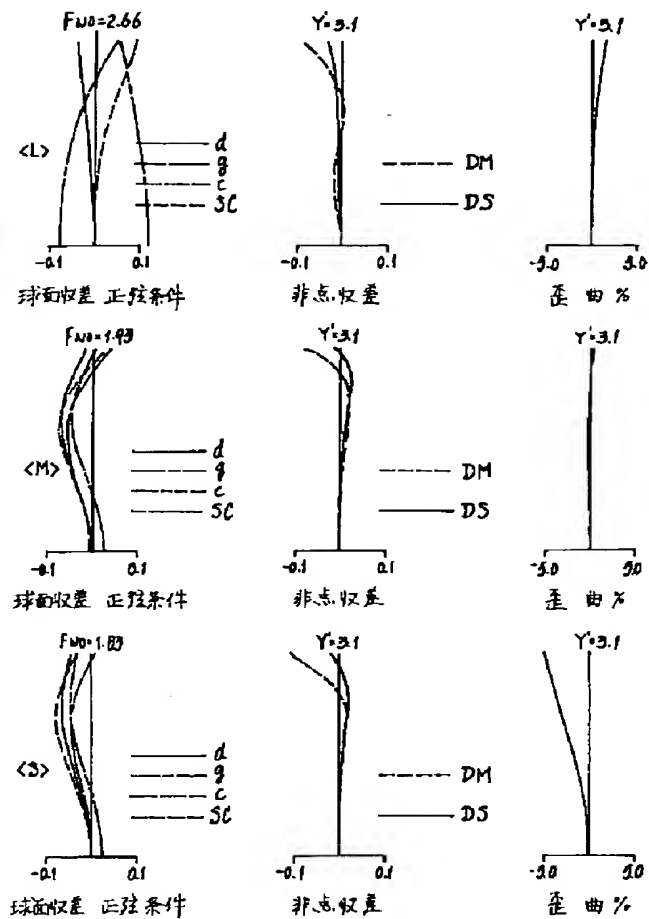 FNO=2.66 Y'=3.1 Y'=3.1
<L>
d
g
c
SC
DM
DS
-0.1 0.1 -0.1 0.1 -5.0 5.0
球面収差 正弦条件 非点収差 歪曲%
FNO=1.93 Y'=3.1 Y'=3.1
<M>
d
g
c
SC
DM
DS
-0.1 0.1 -0.1 0.1 -5.0 5.0
球面収差 正弦条件 非点収差 歪曲%
FNO=1.83 Y'=3.1 Y'=3.1
<S>
d
g
c
SC
DM
DS
-0.1 0.1 -0.1 0.1 -5.0 5.0
球面収差 正弦条件 非点収差 歪曲%